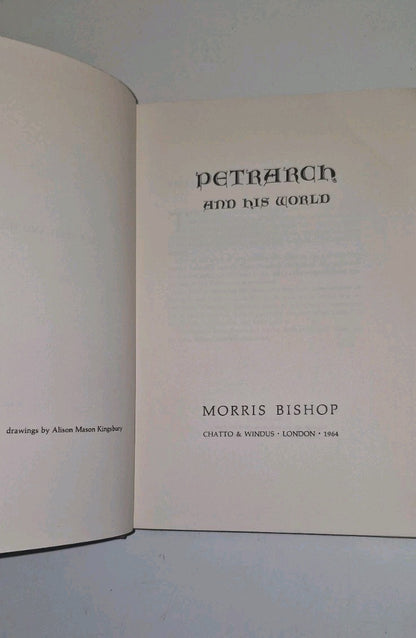 drawings by Alison Mason Kingsbury
PETRARCH
AND HIS WORLD
MORRIS BISHOP
CHATTO & WINDUS · LONDON · 1964